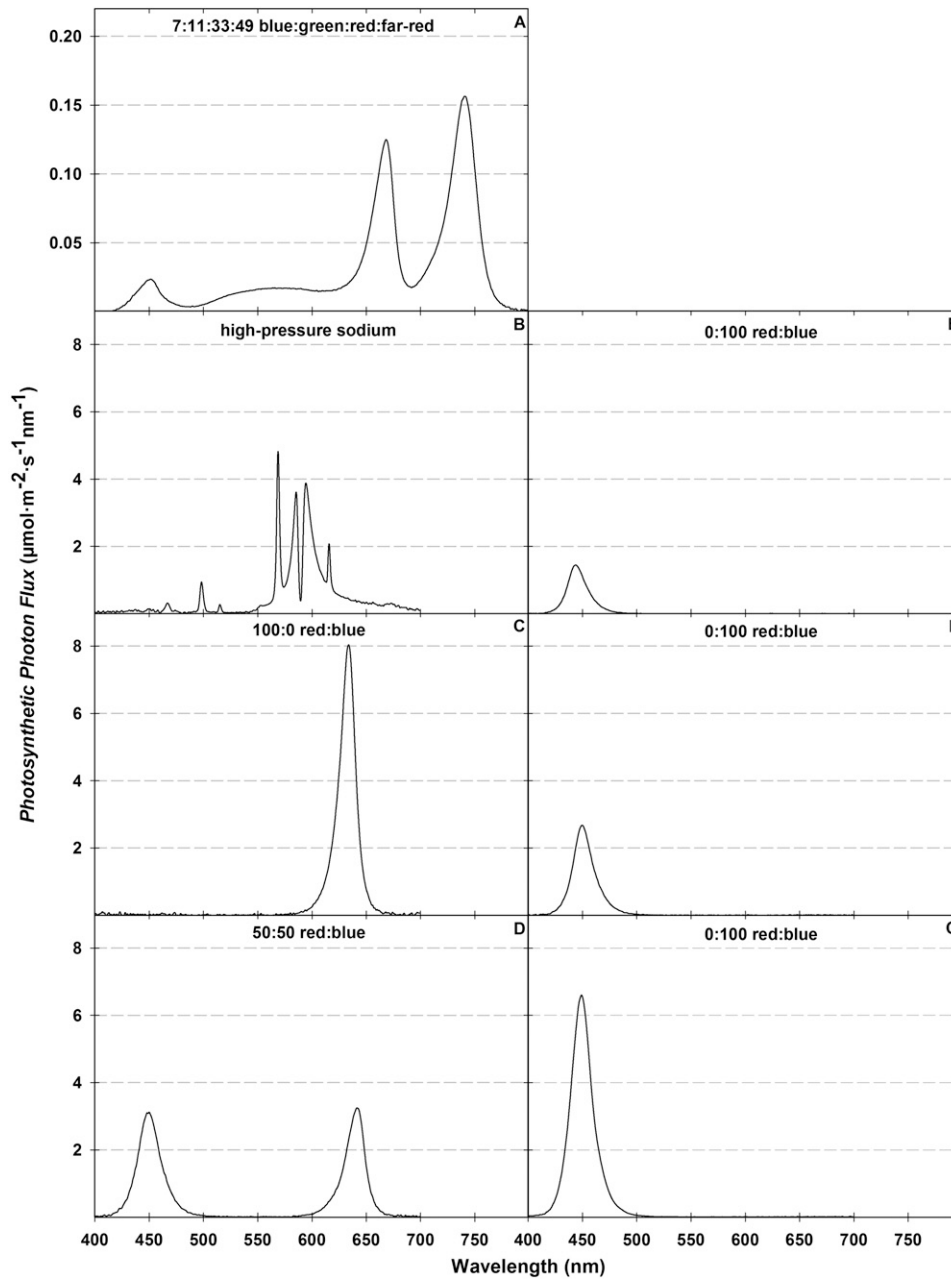 7:11:33:49 blue:green:red:far-red A
0.20
0.15
0.10
0.05
high-pressure sodium B
0:100 red:blue
8
6
4
2
100:0 red:blue C
0:100 red:blue
8
6
4
2
50:50 red:blue D
0:100 red:blue
8
6
4
2
Photosynthetic Photon Flux (µmol·m⁻²·s⁻¹nm⁻¹)
400 450 500 550 600 650 700 750 400 450 500 550 600 650 700 750
Wavelength (nm)